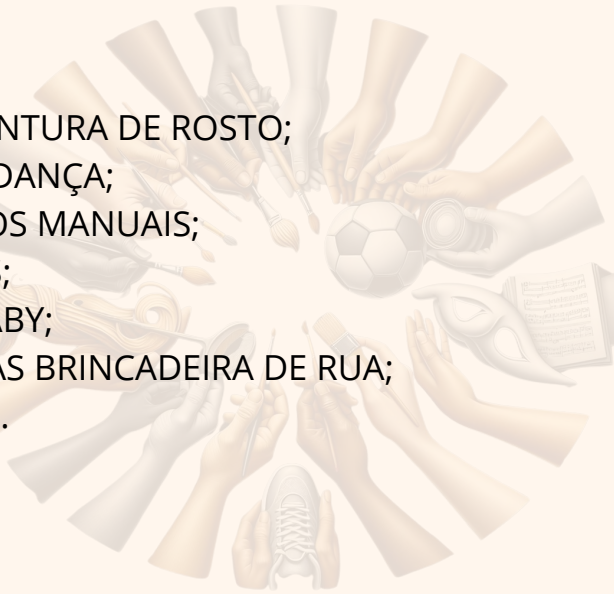 NTURA DE ROSTO;
DANÇA;
OS MANUAIS;
;
ABY;
AS BRINCADEIRA DE RUA;
.